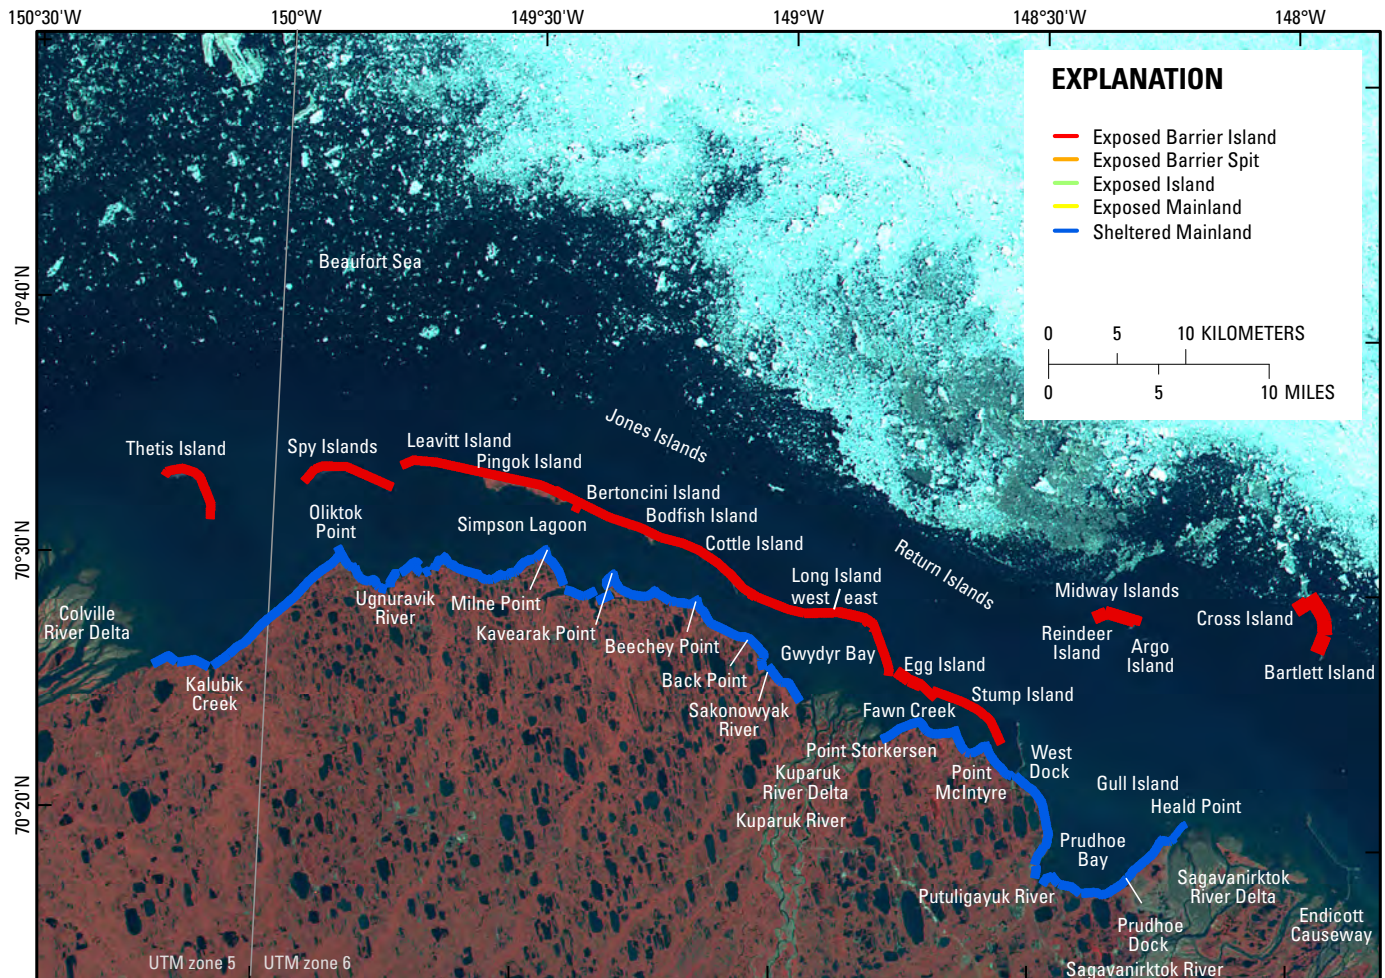 150°30'W
150°W
149°30'W
149°W
148°30'W
148°W
EXPLANATION
Exposed Barrier Island
Exposed Barrier Spit
Exposed Island
Exposed Mainland
Sheltered Mainland
0 5 10 KILOMETERS
0 5 10 MILES
70°40'N
70°30'N
70°20'N
Beaufort Sea
Jones Islands
Return Islands
Thetis Island
Spy Islands
Leavitt Island
Pingok Island
Bertoncini Island
Bodfish Island
Cottle Island
Simpson Lagoon
Oliktok
Point
Long Island
west / east
Midway Islands
Reindeer
Island
Argo
Island
Cross Island
Bartlett Island
Colville
River Delta
Ugnuravik
River
Milne Point
Kavearak Point
Beechey Point
Back Point
Gwydyr Bay
Egg Island
Stump Island
Kalubik
Creek
Sakonowyak
River
Fawn Creek
Point Storkersen
Point
McIntyre
West
Dock
Kuparuk
River Delta
Kuparuk River
Gull Island
Heald Point
Prudhoe
Bay
Putuligayuk River
Prudhoe
Dock
Sagavanirktok
River Delta
Endicott
Causeway
Sagavanirktok River
UTM zone 5
UTM zone 6